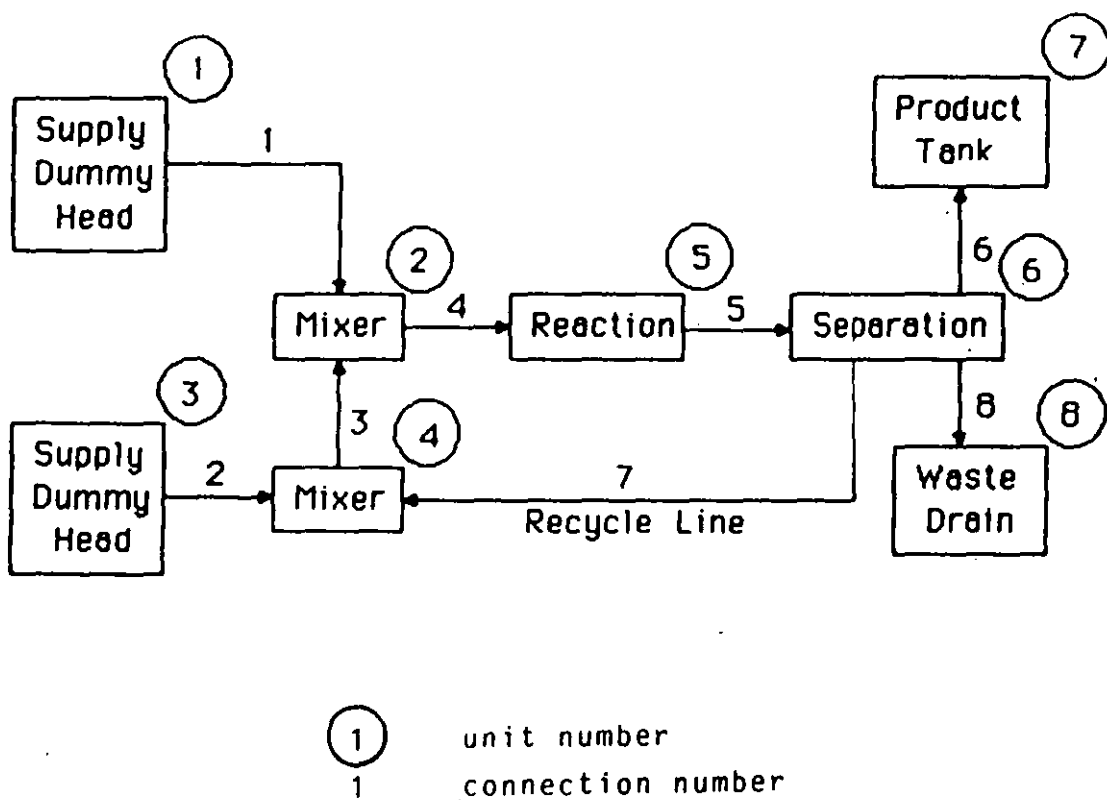 1
Supply
Dummy
Head
1
7
Product
Tank
2
Mixer
4
5
Reaction
5
6
6
Separation
3
Supply
Dummy
Head
2
3
4
Mixer
7
Recycle Line
8
8
Waste
Drain
1 unit number
1 connection number